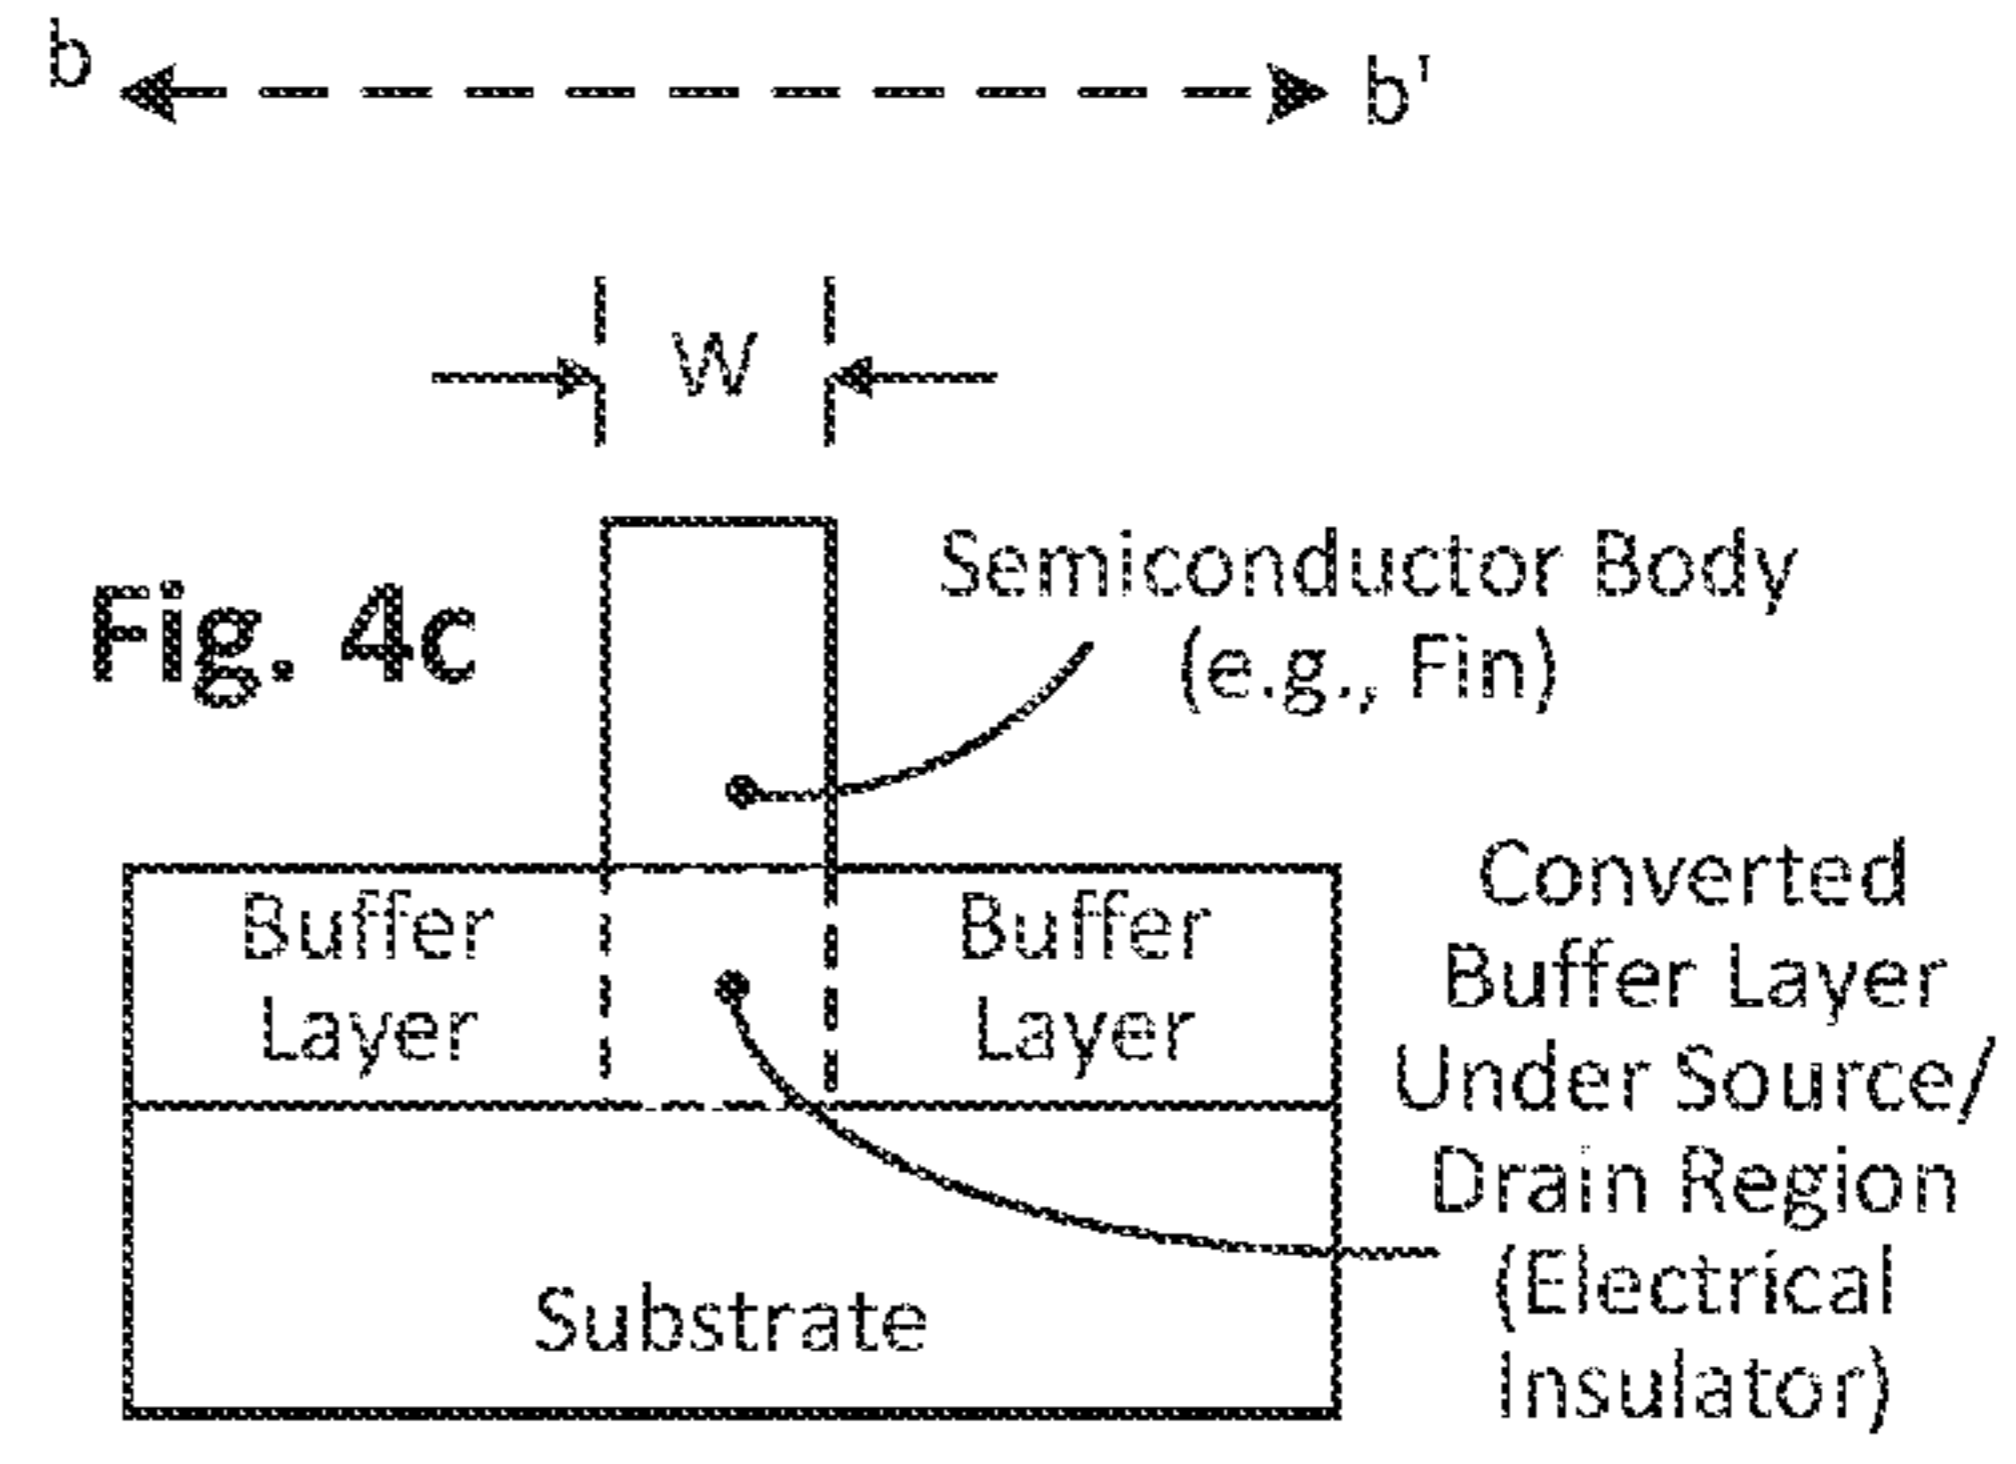 b
b'
W
Fig. 4c
Semiconductor Body
(e.g., Fin)
Buffer
Layer
Buffer
Layer
Converted
Buffer Layer
Under Source/
Drain Region
(Electrical
Insulator)
Substrate